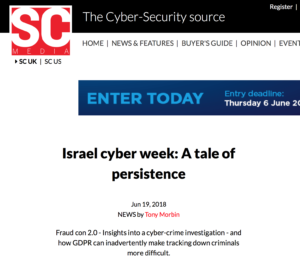 Register |
SC
MEDIA
The Cyber-Security source
HOME | NEWS & FEATURES | BUYER'S GUIDE | OPINION | EVENT
SC UK | SC US
ENTER TODAY
Entry deadline:
Thursday 6 June 20
Israel cyber week: A tale of
persistence
Jun 19, 2018
NEWS by Tony Morbin
Fraud con 2.0 - Insights into a cyber-crime investigation - and
how GDPR can inadvertently make tracking down criminals
more difficult.